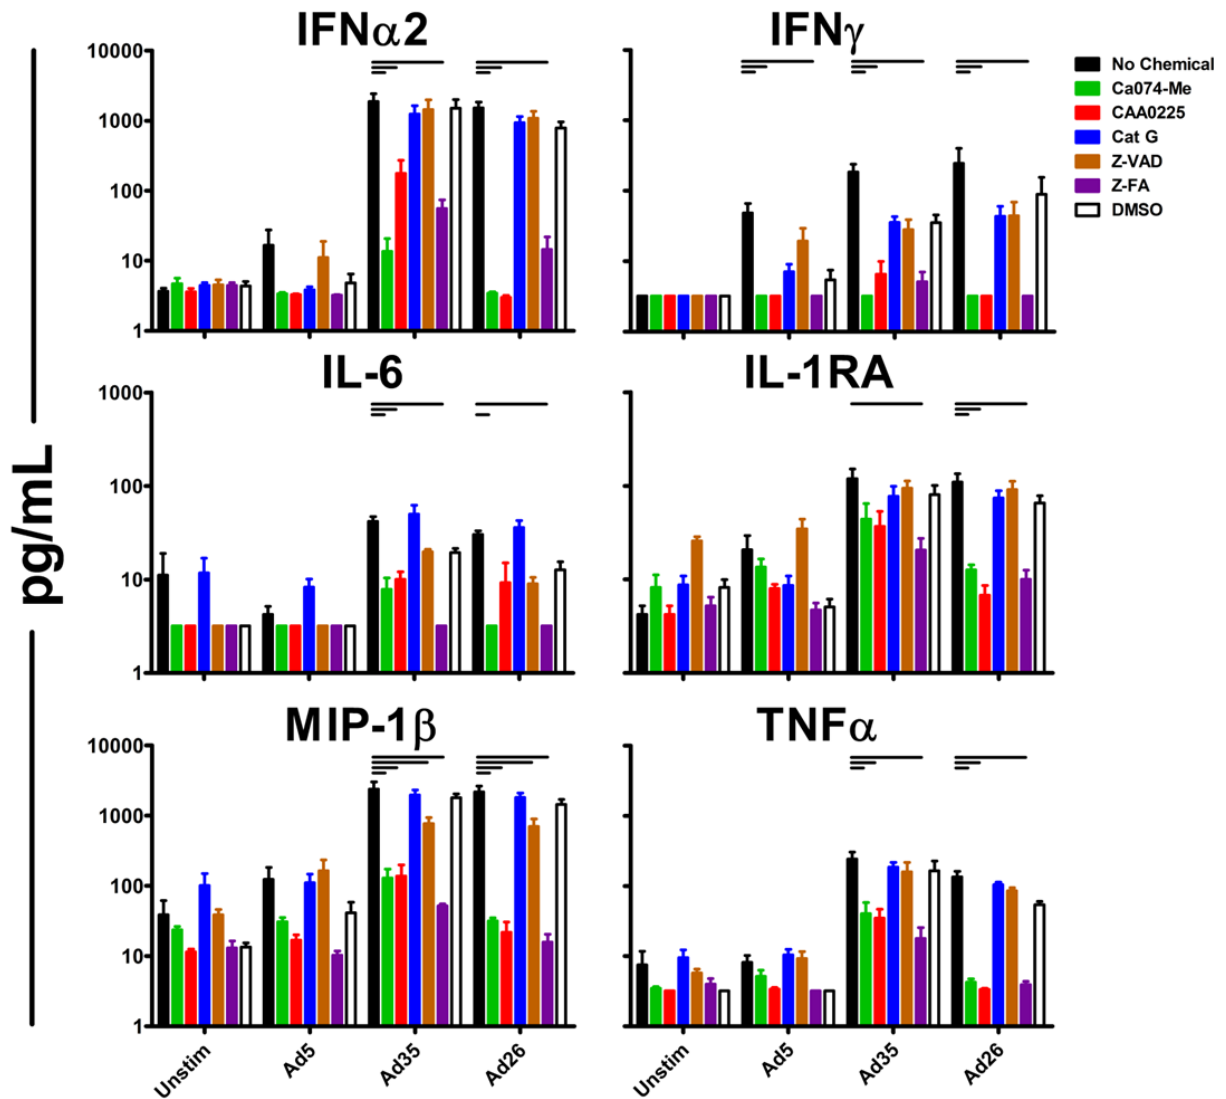 IFNα2
IFNγ
10000
1000
100
10
1
No Chemical
Ca074-Me
CAA0225
Cat G
Z-VAD
Z-FA
DMSO
IL-6
IL-1RA
1000
100
10
1
pg/mL
MIP-1β
TNFα
10000
1000
100
10
1
Unstim
Ad5
Ad35
Ad26
Unstim
Ad5
Ad35
Ad26